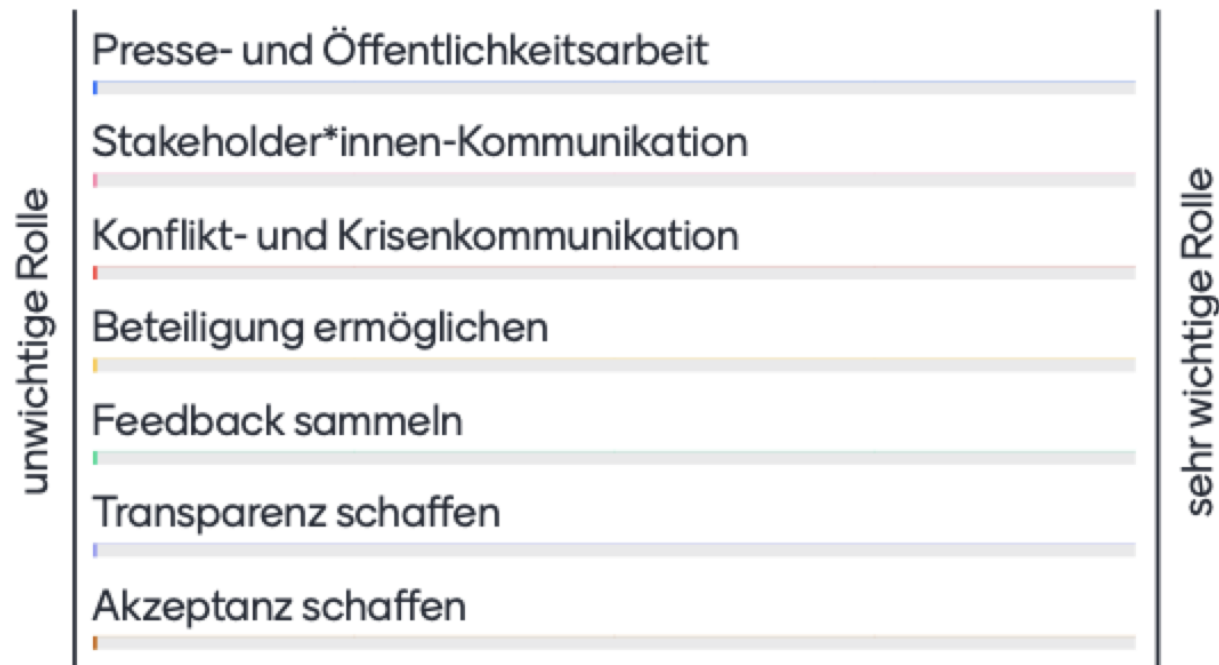 unwichtige Rolle
Presse- und Öffentlichkeitsarbeit
Stakeholder*innen-Kommunikation
Konflikt- und Krisenkommunikation
Beteiligung ermöglichen
Feedback sammeln
Transparenz schaffen
Akzeptanz schaffen
sehr wichtige Rolle